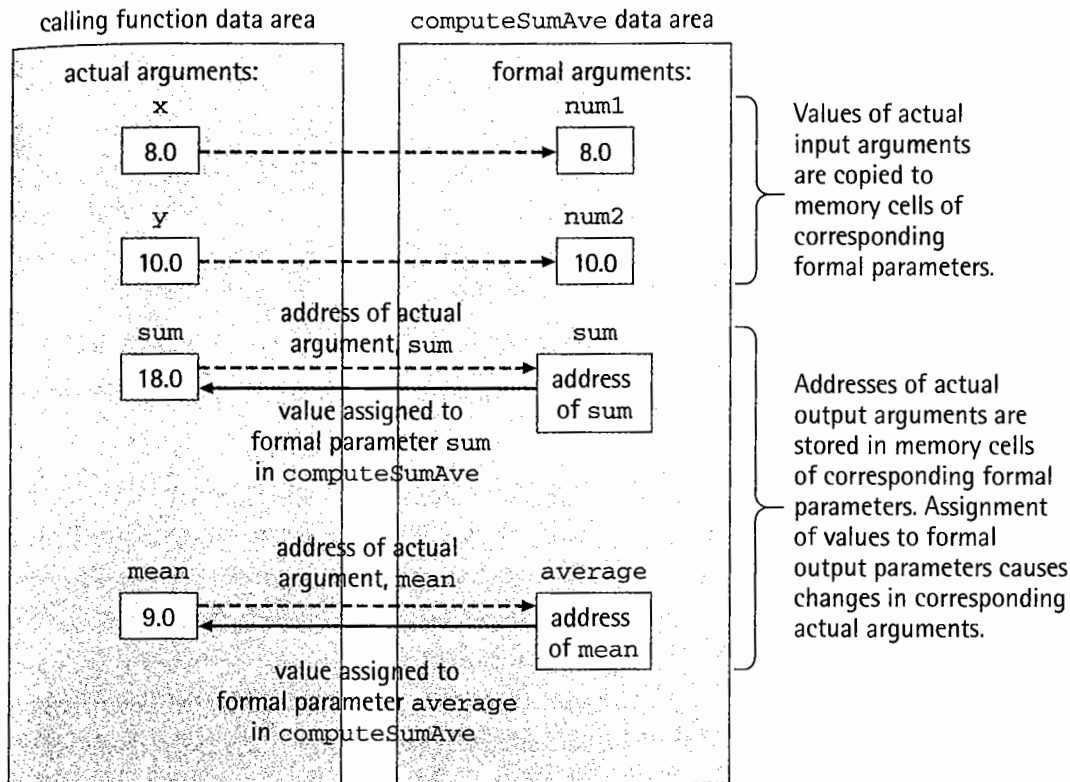 calling function data area
computeSumAve data area
actual arguments:
formal arguments:
x
num1
8.0
8.0
y
num2
10.0
10.0
Values of actual
input arguments
are copied to
memory cells of
corresponding
formal parameters.
address of actual
argument, sum
sum
sum
18.0
address
of sum
value assigned to
formal parameter sum
in computeSumAve
address of actual
argument, mean
mean
average
9.0
address
of mean
value assigned to
formal parameter average
in computeSumAve
Addresses of actual
output arguments are
stored in memory cells
of corresponding formal
parameters. Assignment
of values to formal
output parameters causes
changes in corresponding
actual arguments.